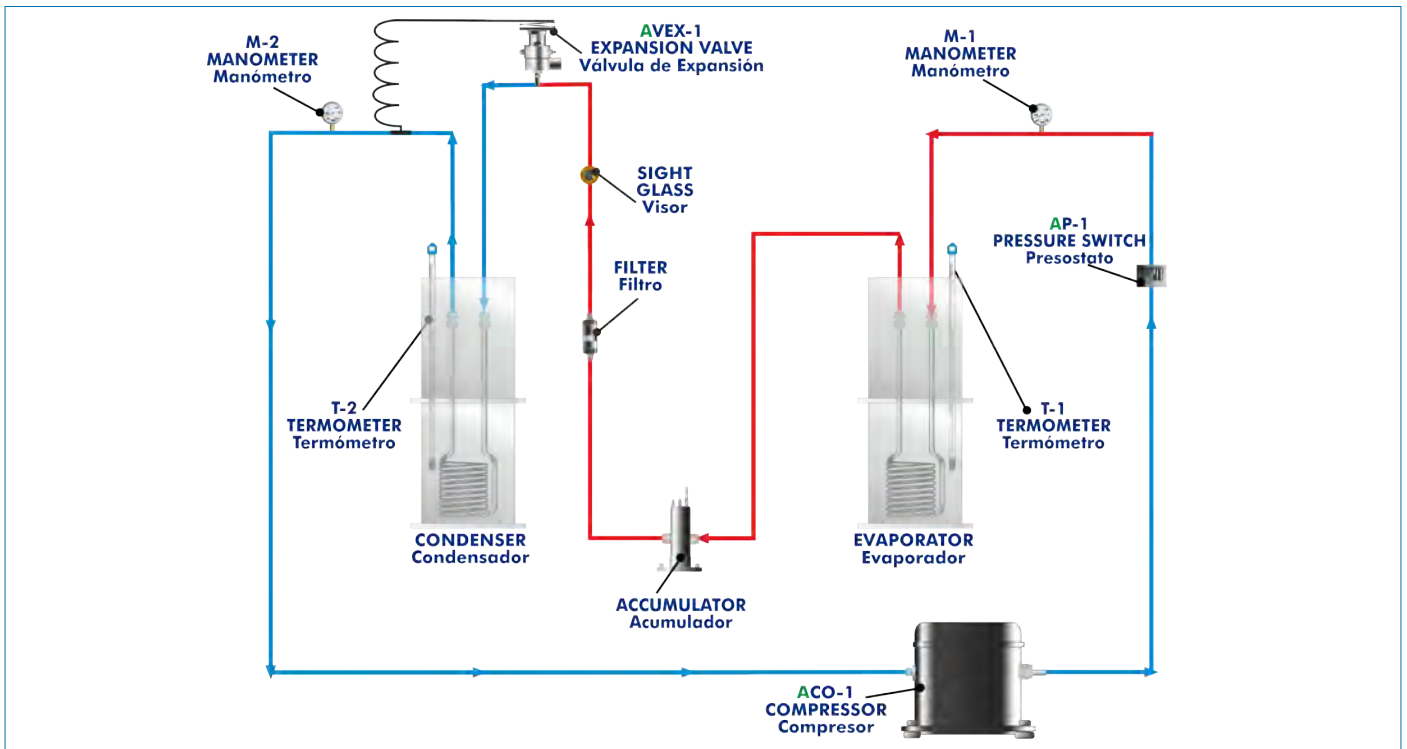 M-2
MANOMETER
Manómetro
AVEX-1
EXPANSION VALVE
Válvula de Expansión
M-1
MANOMETER
Manómetro
SIGHT
GLASS
Visor
AP-1
PRESSURE SWITCH
Presostato
FILTER
Filtro
T-2
TERMOMETER
Termómetro
T-1
TERMOMETER
Termómetro
CONDENSER
Condensador
EVAPORATOR
Evaporador
ACCUMULATOR
Acumulador
ACO-1
COMPRESSOR
Compresor